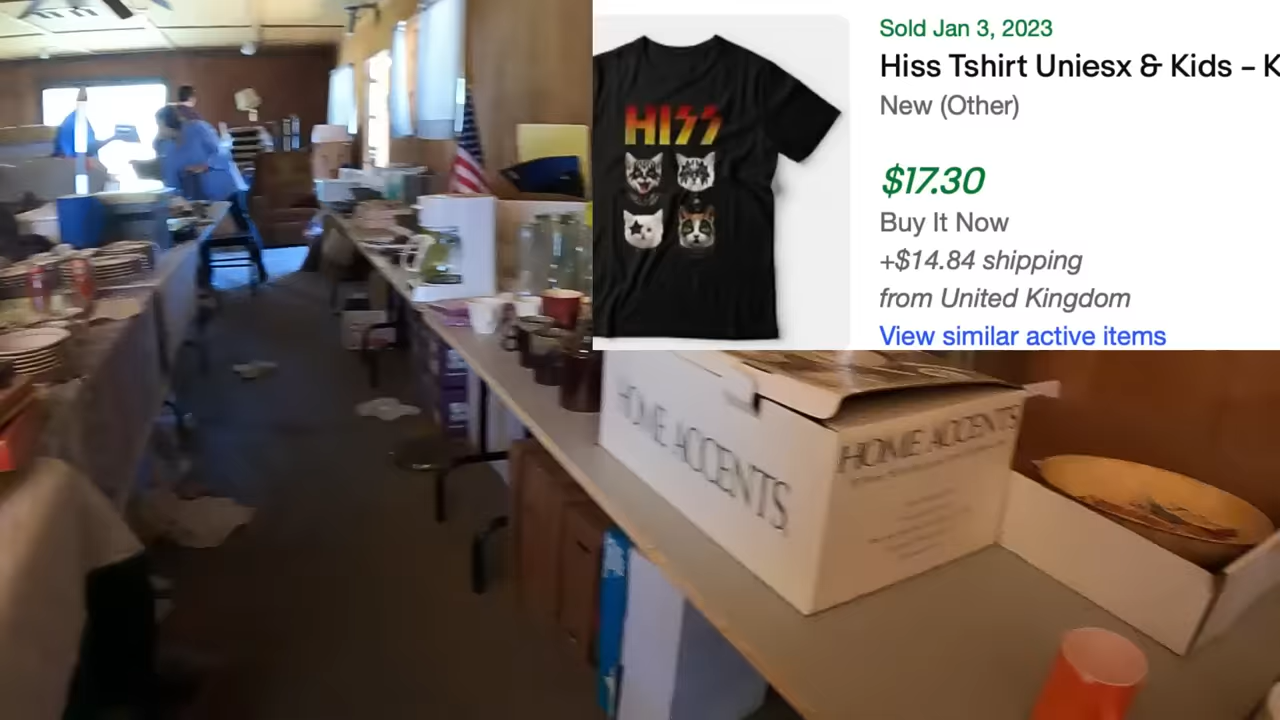 Sold Jan 3, 2023
Hiss Tshirt Uniesx & Kids – K
New (Other)
HISS
$17.30
Buy It Now
+$14.84 shipping
from United Kingdom
View similar active items
HOME ACCENTS
HOME ACCENTS